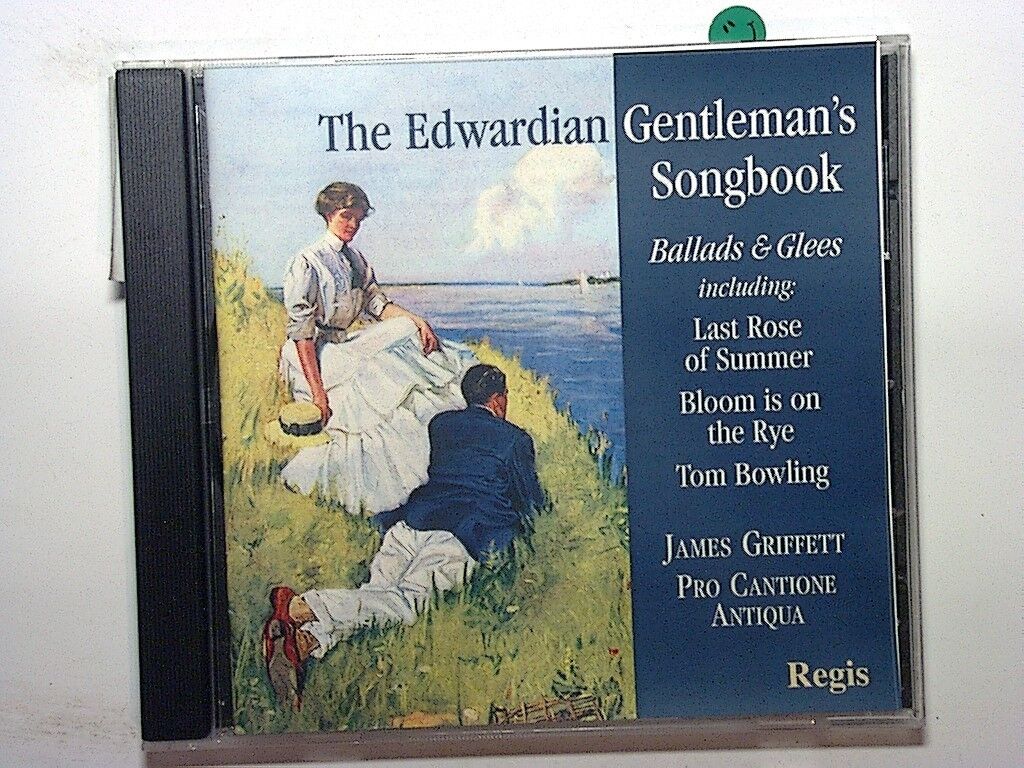 The Edwardian Gentleman's
Songbook
Ballads & Glees
including:
Last Rose
of Summer
Bloom is on
the Rye
Tom Bowling
JAMES GRIFFETT
PRO CANTIONE
ANTIQUA
Regis